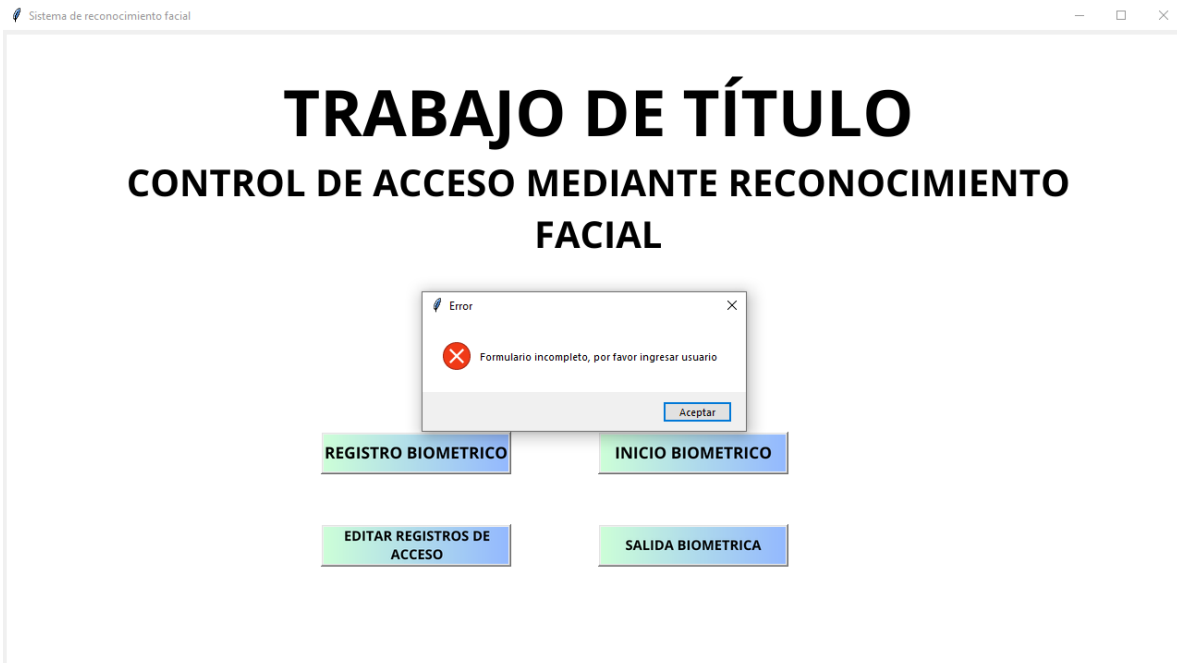 Sistema de reconocimiento facial
TRABAJO DE TÍTULO
CONTROL DE ACCESO MEDIANTE RECONOCIMIENTO
FACIAL
Error
Formulario incompleto, por favor ingresar usuario
Aceptar
REGISTRO BIOMETRICO
INICIO BIOMETRICO
EDITAR REGISTROS DE
ACCESO
SALIDA BIOMETRICA